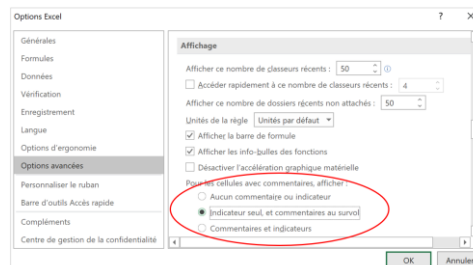 Options Excel
?
Générales
Formules
Données
Vérification
Enregistrement
Langue
Options d'ergonomie
Options avancées
Personnaliser le ruban
Barre d'outils Accès rapide
Compléments
Centre de gestion de la confidentialité
Affichage
Afficher ce nombre de classeurs récents : 50
Accéder rapidement à ce nombre de classeurs récents : 4
Afficher ce nombre de dossiers récents non attachés : 50
Unités de la règle Unités par défaut
Afficher la barre de formule
Afficher les info-bulles des fonctions
Désactiver l'accélération graphique matérielle
Pour les cellules avec commentaires, afficher :
Aucun commentaire ou indicateur
Indicateur seul, et commentaires au survol
Commentaires et indicateurs
OK
Annuler